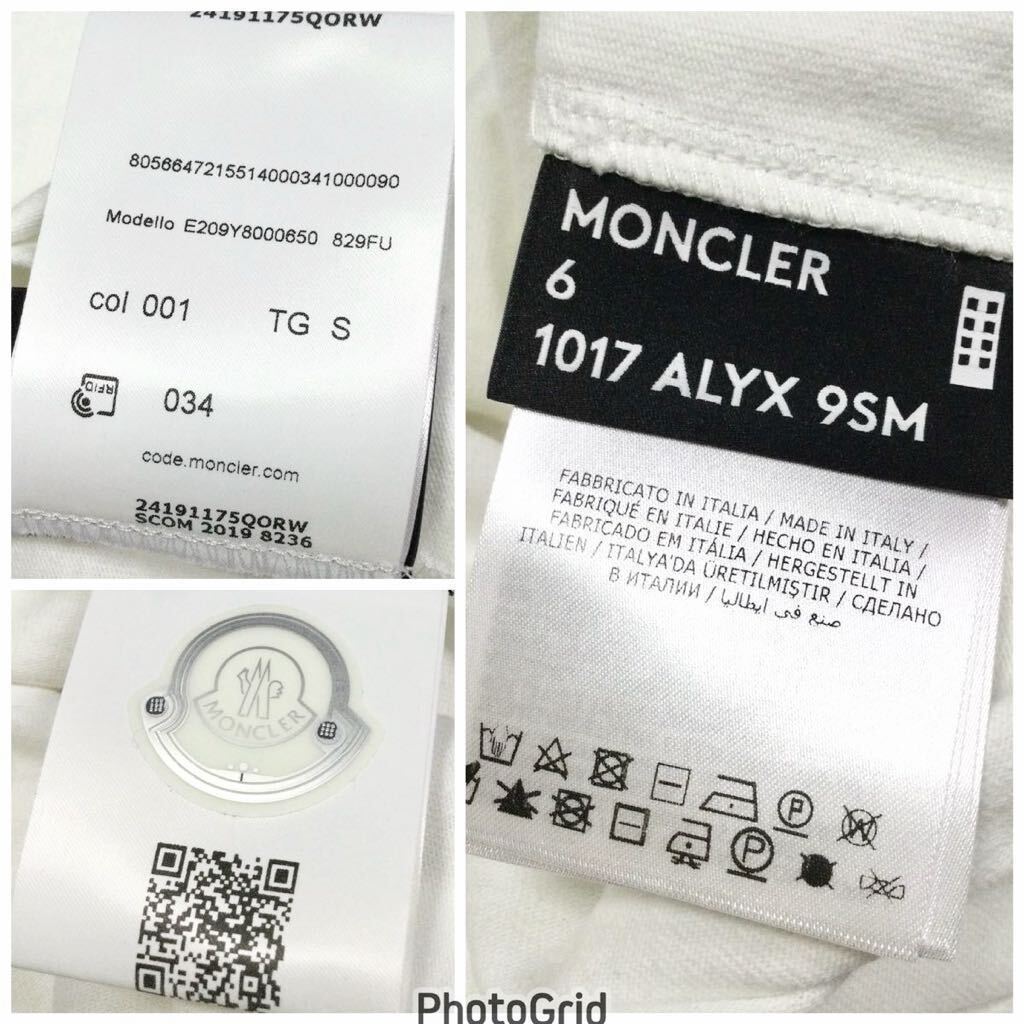 24191175QORW
8056647215514000341000090
Modello E209Y8000650 829FU
col 001 TG S
RFID
034
code.moncler.com
24191175QORW
SCOM 2019 8236
MONCLER
MONCLER
6
1017 ALYX 9SM
FABBRICATO IN ITALIA / MADE IN ITALY /
FABRIQUÉ EN ITALIE / HECHO EN ITALIA /
FABRICADO EM ITÁLIA / HERGESTELLT IN
ITALIEN / ITALYA'DA ÜRETILMIŞTIR / СДЕЛАНО
В ИТАЛИИ / صنع في ايطاليا
P
W
P
PhotoGrid